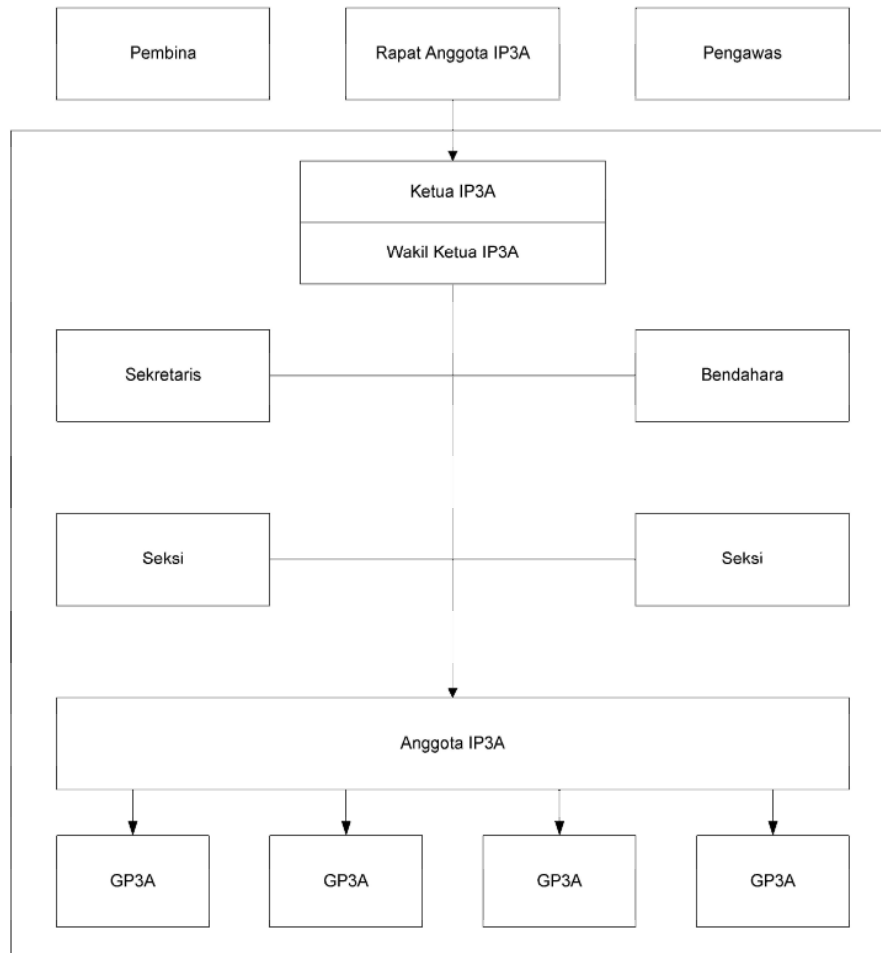 Pembina
Rapat Anggota IP3A
Pengawas
Ketua IP3A
Wakil Ketua IP3A
Sekretaris
Bendahara
Seksi
Seksi
Anggota IP3A
GP3A
GP3A
GP3A
GP3A